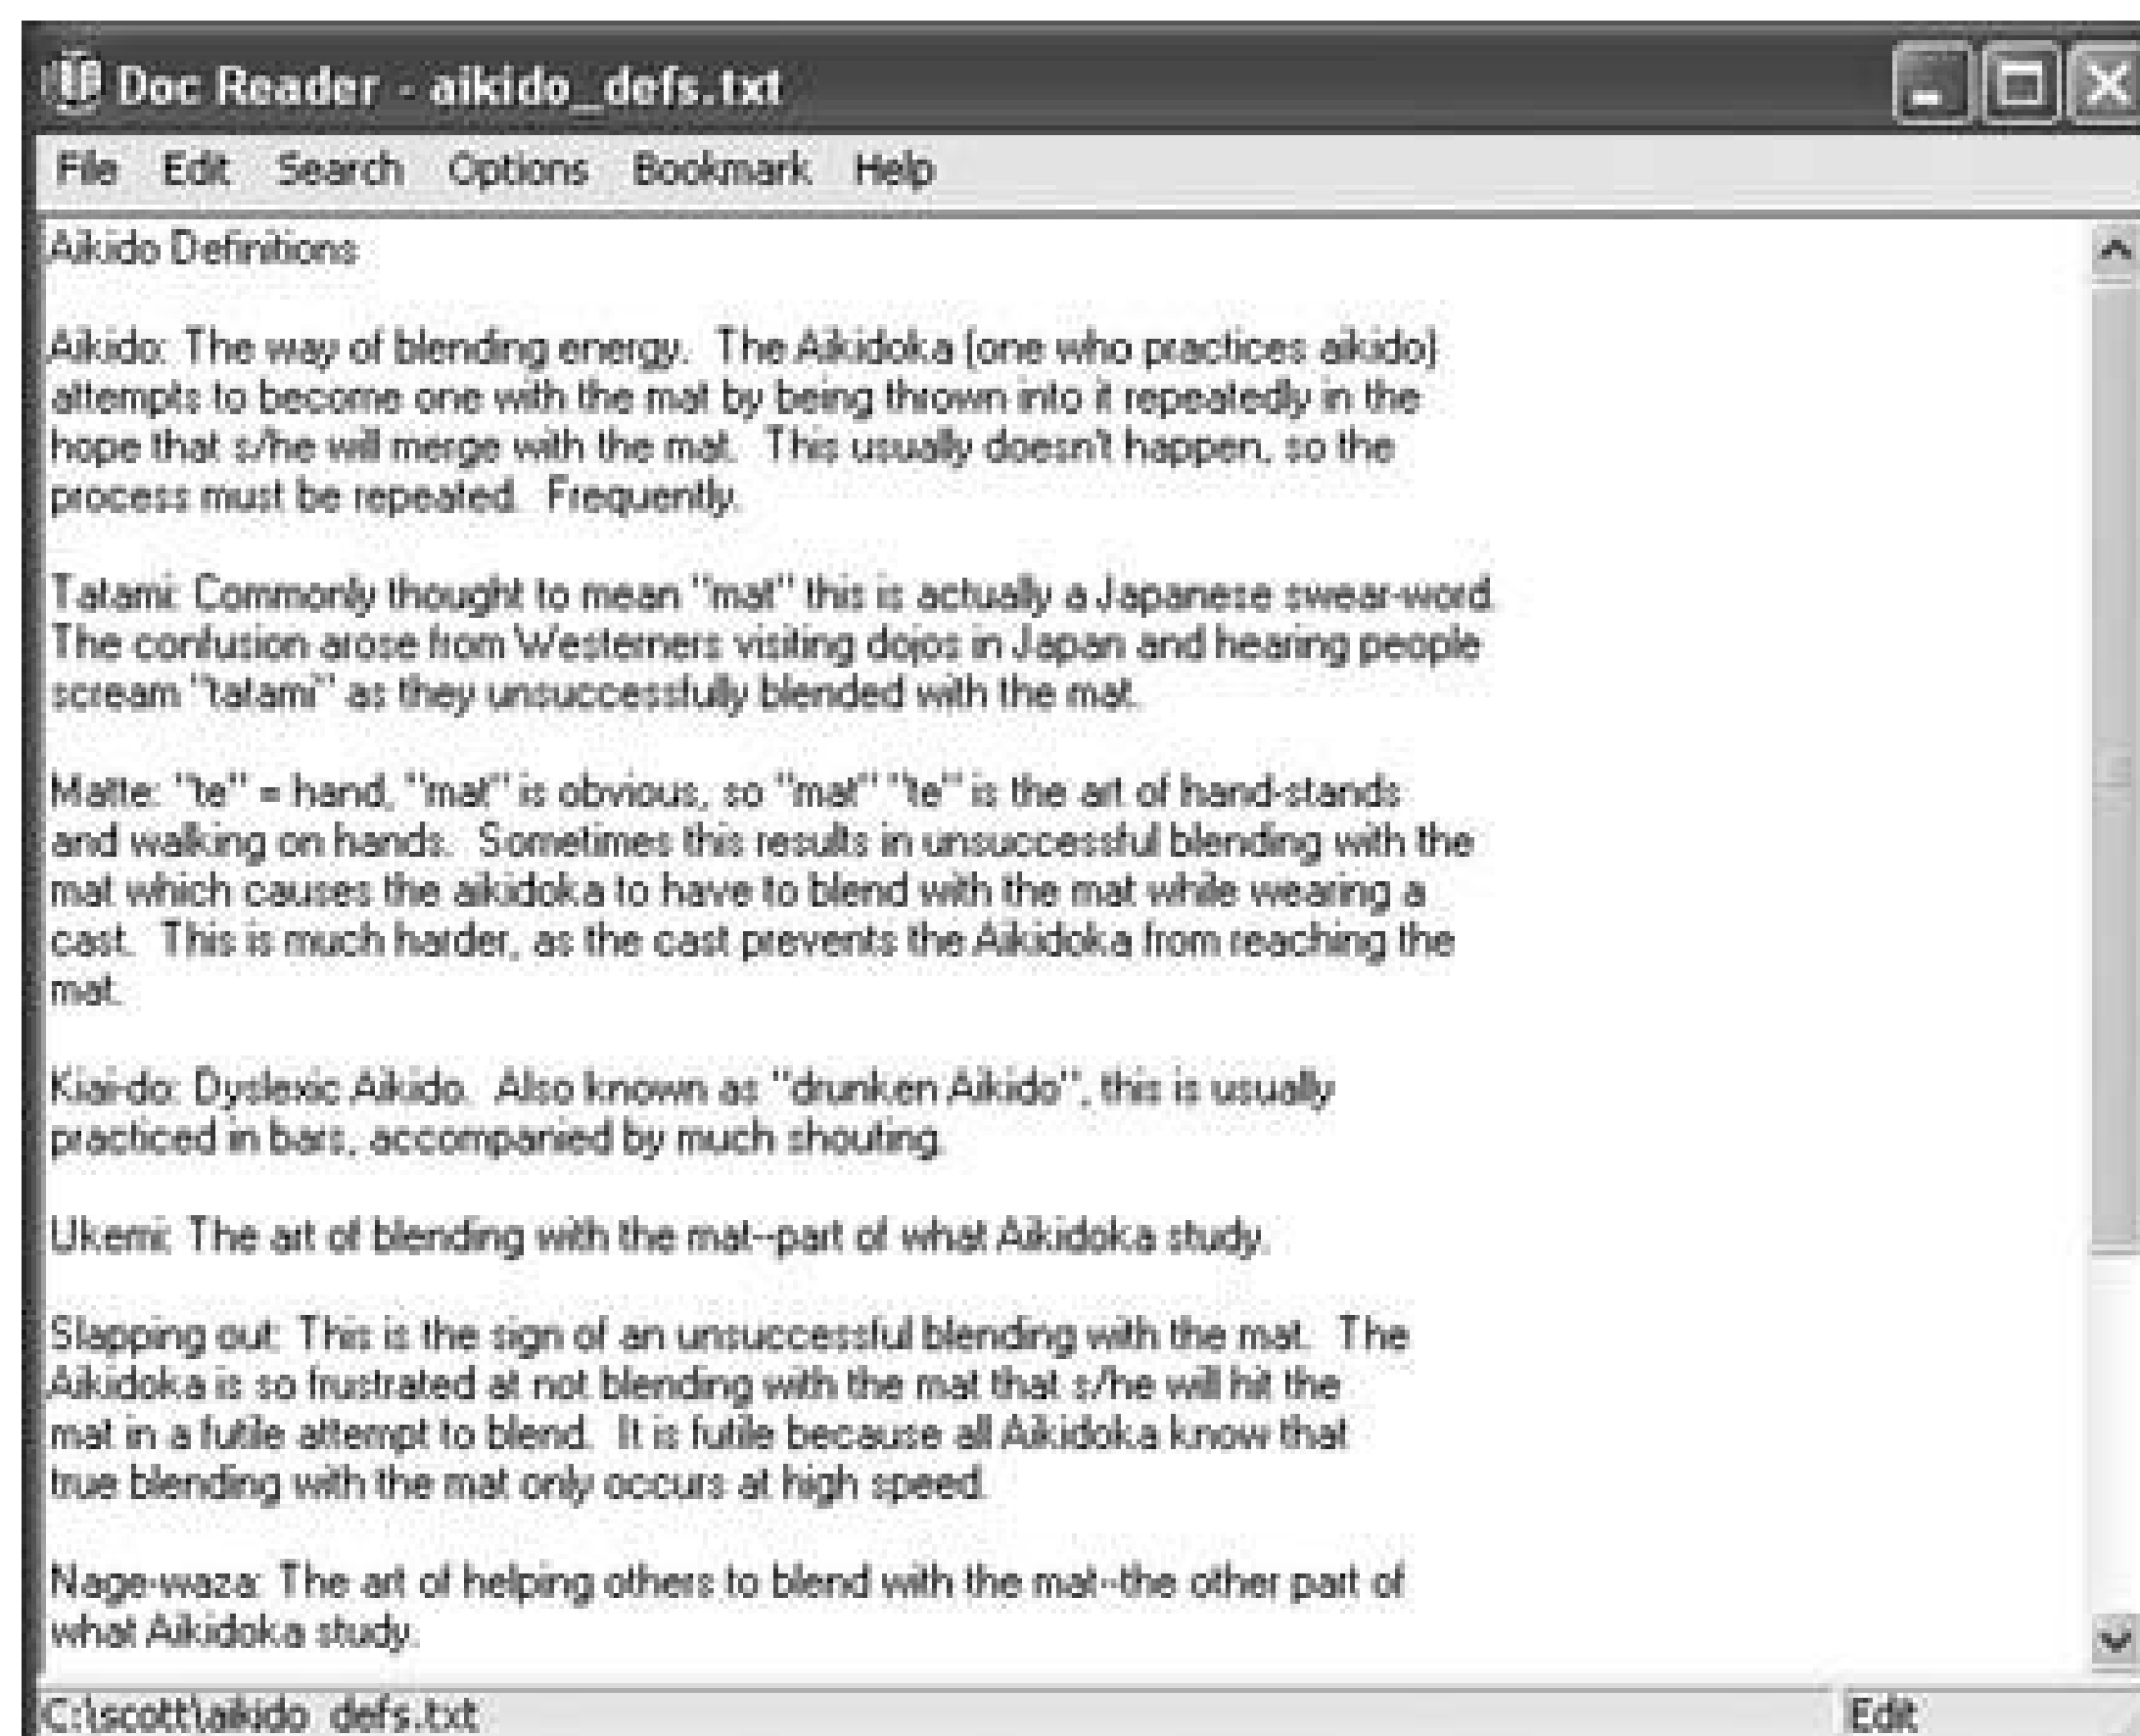 Doc Reader - aikido_defs.txt
File Edit Search Options Bookmark Help
Aikido Definitions
Aikido: The way of blending energy.  The Aikidoka (one who practices aikido)
attempts to become one with the mat by being thrown into it repeatedly in the
hope that s/he will merge with the mat.  This usually doesn't happen, so the
process must be repeated.  Frequently.
Tatami: Commonly thought to mean "mat" this is actually a Japanese swear-word.
The confusion arose from Westerners visiting dojos in Japan and hearing people
scream "tatami" as they unsuccessfully blended with the mat.
Matte: "te" = hand, "mat" is obvious, so "mat" "te" is the art of hand-stands
and walking on hands.  Sometimes this results in unsuccessful blending with the
mat which causes the aikidoka to have to blend with the mat while wearing a
cast.  This is much harder, as the cast prevents the Aikidoka from reaching the
mat.
Kiai-do: Dyslexic Aikido.  Also known as "drunken Aikido", this is usually
practiced in bars, accompanied by much shouting.
Ukemi: The art of blending with the mat--part of what Aikidoka study.
Slapping out: This is the sign of an unsuccessful blending with the mat.  The
Aikidoka is so frustrated at not blending with the mat that s/he will hit the
mat in a futile attempt to blend.  It is futile because all Aikidoka know that
true blending with the mat only occurs at high speed.
Nage-waza: The art of helping others to blend with the mat--the other part of
what Aikidoka study.
C:\scott\aikido_defs.txt Edit